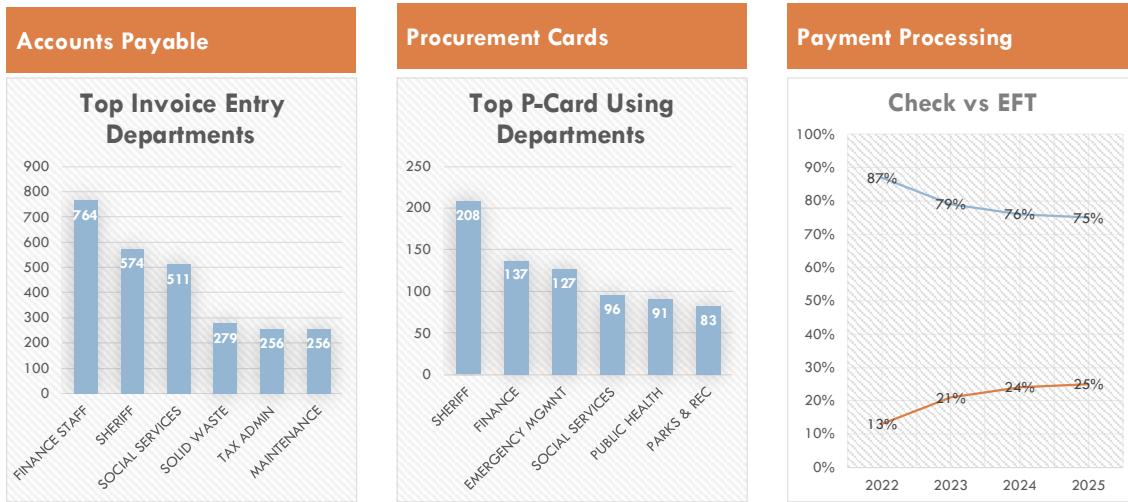 Accounts Payable
Top Invoice Entry
Departments
900
800
700
600
500
400
300
200
100
0
764
574
511
279
256
256
FINANCE STAFF
SHERIFF
SOCIAL SERVICES
SOLID WASTE
TAX ADMIN
MAINTENANCE
Procurement Cards
Top P-Card Using
Departments
250
200
150
100
50
0
208
137
127
96
91
83
SHERIFF
FINANCE
EMERGENCY MGMNT
SOCIAL SERVICES
PUBLIC HEALTH
PARKS & REC
Payment Processing
Check vs EFT
100%
90%
80%
70%
60%
50%
40%
30%
20%
10%
0%
87%
79%
76%
75%
13%
21%
24%
25%
2022
2023
2024
2025